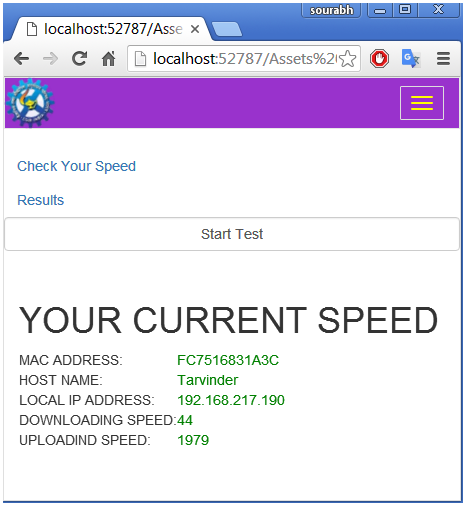 sourabh
localhost:52787/Asse
localhost:52787/Assets%20
Check Your Speed
Results
Start Test
YOUR CURRENT SPEED
MAC ADDRESS: FC7516831A3C
HOST NAME: Tarvinder
LOCAL IP ADDRESS: 192.168.217.190
DOWNLOADING SPEED:44
UPLOADIND SPEED: 1979